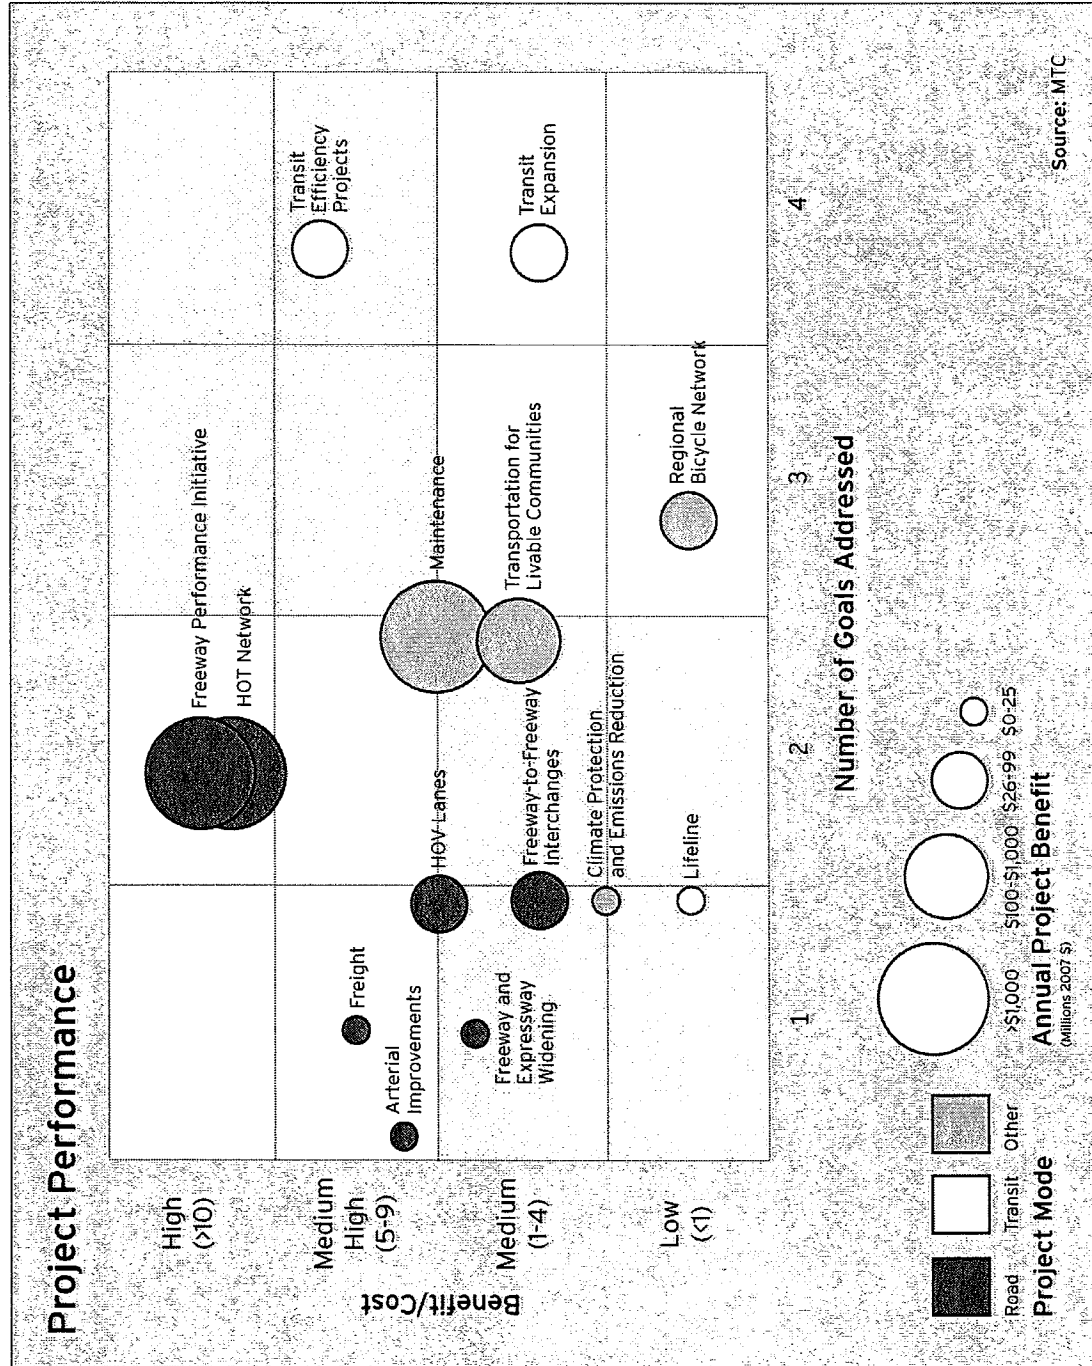 Project Performance
Benefit/Cost
High
(>10)
Medium
High
(5-9)
Medium
(1-4)
Low
(<1)
Freeway Performance Initiative
HOT Network
Transit
Efficiency
Projects
Freight
Arterial
Improvements
HOV Lanes
Maintenance
Freeway and
Expressway
Widening
Freeway-to-Freeway
Interchanges
Transportation for
Livable Communities
Transit
Expansion
Climate Protection
and Emissions Reduction
Lifeline
Regional
Bicycle Network
1
2
3
4
Number of Goals Addressed
Road
Transit
Other
Project Mode
>$1,000
$100-$1,000
$26-99
$0-25
Annual Project Benefit
(Millions 2007 $)
Source: MTC